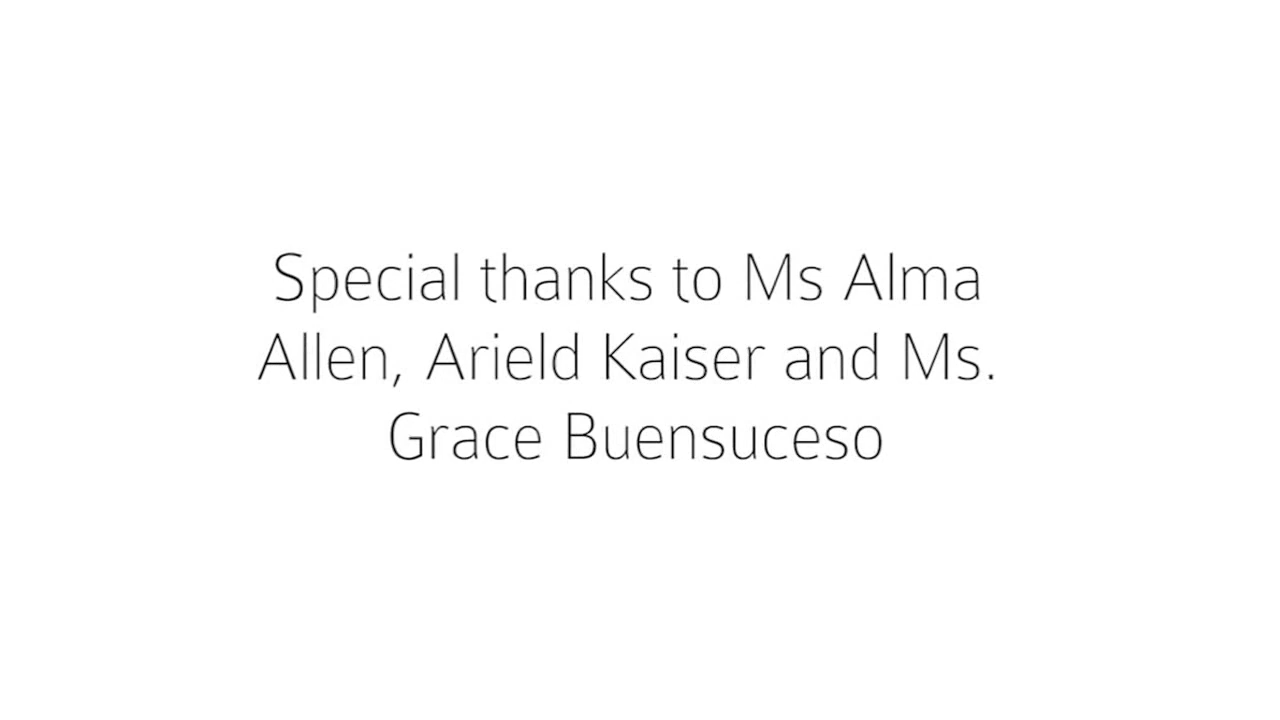 Special thanks to Ms Alma
Allen, Arield Kaiser and Ms.
Grace Buensuceso